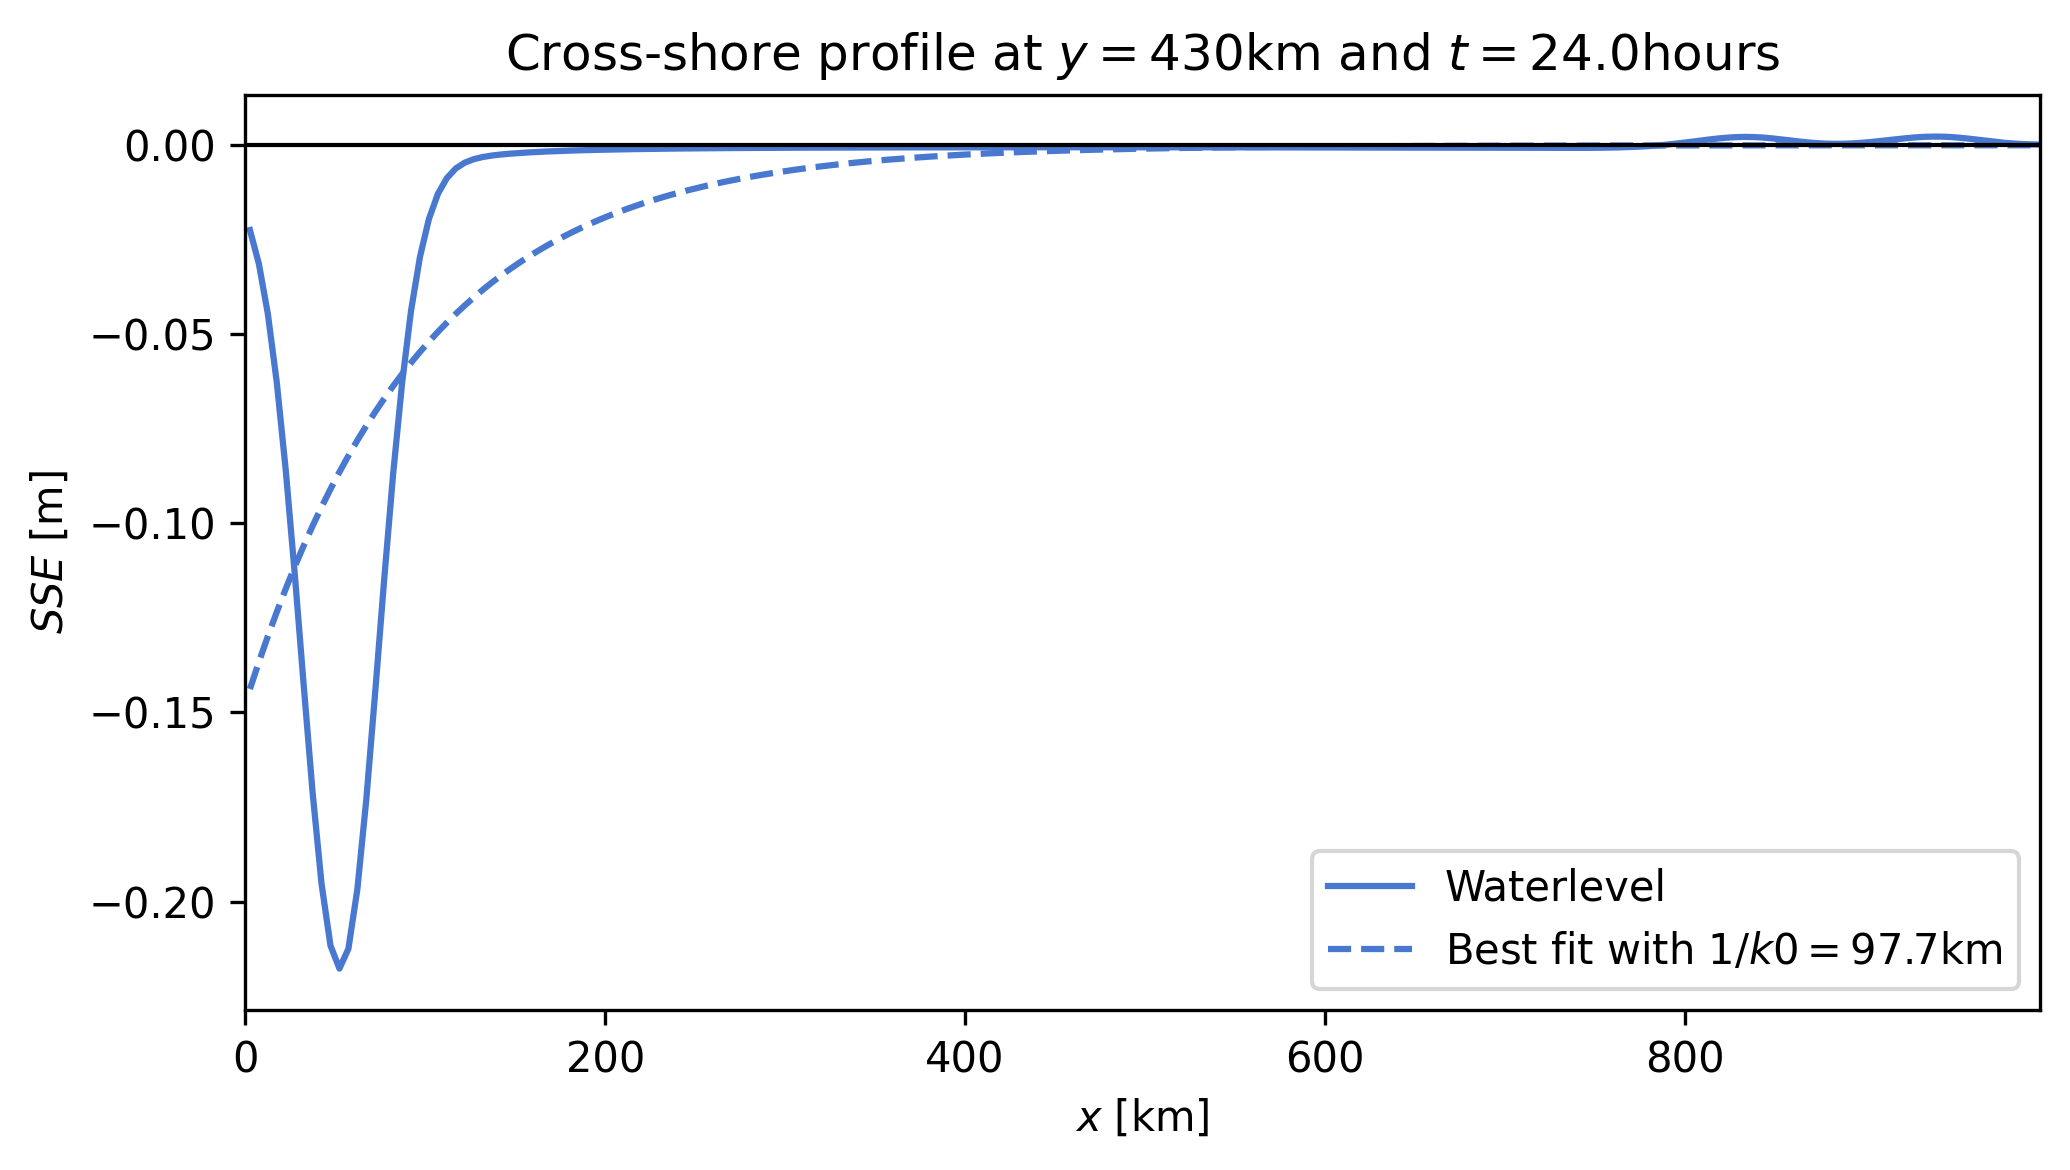 Cross-shore profile at y = 430km and t = 24.0hours
0.00
−0.05
−0.10
−0.15
−0.20
SSE [m]
Waterlevel
Best fit with 1/k0 = 97.7km
0 200 400 600 800
x [km]